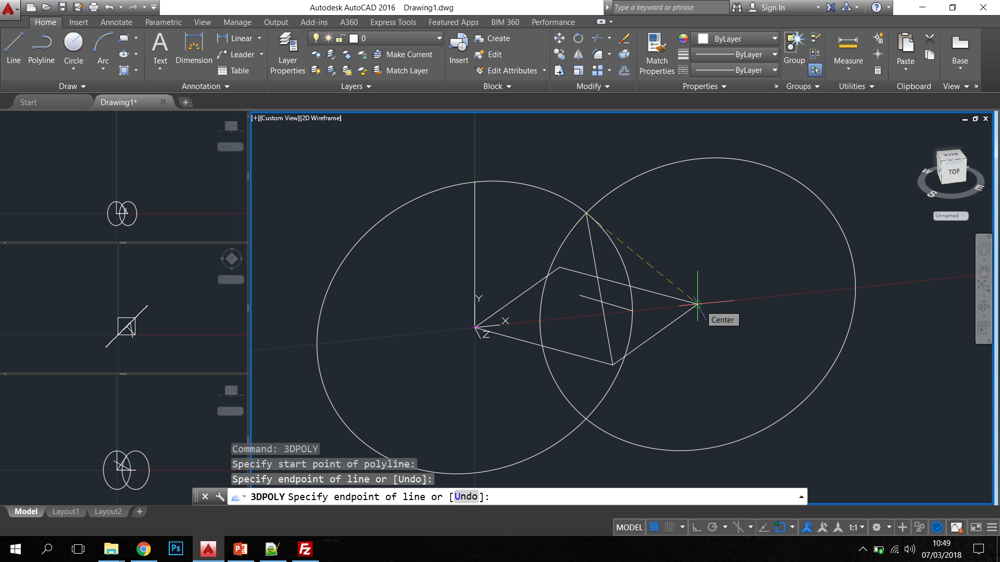 Autodesk AutoCAD 2016 Drawing1.dwg
Type a keyword or phrase
Sign In
Home Insert Annotate Parametric View Manage Output Add-ins A360 Express Tools Featured Apps BIM 360 Performance
Line Polyline Circle Arc
Text Dimension
Linear
Leader
Table
Layer Properties
0
Make Current
Match Layer
Insert
Create
Edit
Edit Attributes
Match Properties
ByLayer
ByLayer
ByLayer
Group
Measure
Paste
Base
Draw Annotation Layers Block Modify Properties Groups Utilities Clipboard View
Start Drawing1*
[+][Custom View][2D Wireframe]
BACK
TOP
W
S
E
Unnamed
N
W
E
S
Y
X
Z
Center
Command: 3DPOLY
Specify start point of polyline:
Specify endpoint of line or [Undo]:
3DPOLY Specify endpoint of line or [Undo]:
Model Layout1 Layout2
MODEL 1:1
Ps
Fz
10:49
07/03/2018